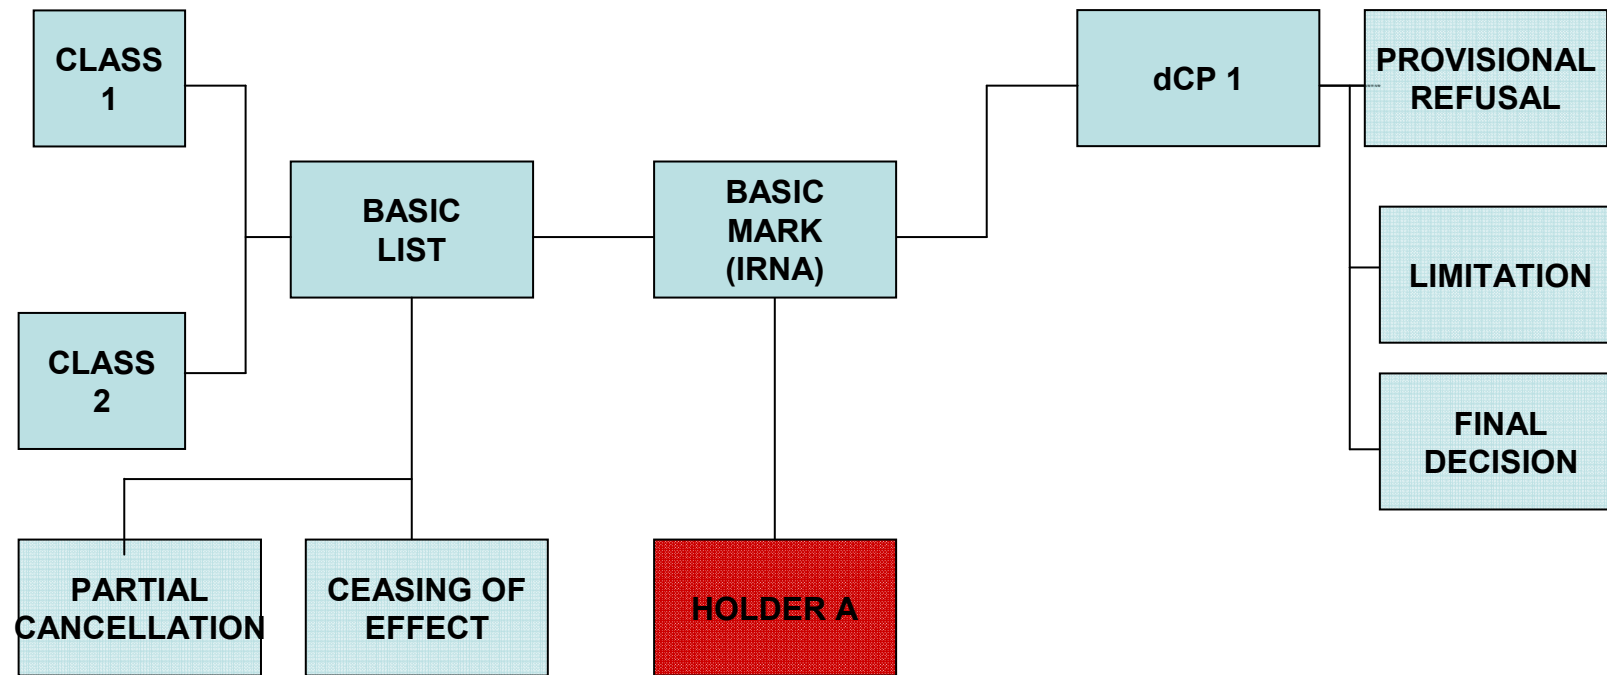 CLASS
1
dCP 1
PROVISIONAL
REFUSAL
BASIC
LIST
BASIC
MARK
(IRNA)
LIMITATION
CLASS
2
FINAL
DECISION
PARTIAL
CANCELLATION
CEASING OF
EFFECT
HOLDER A